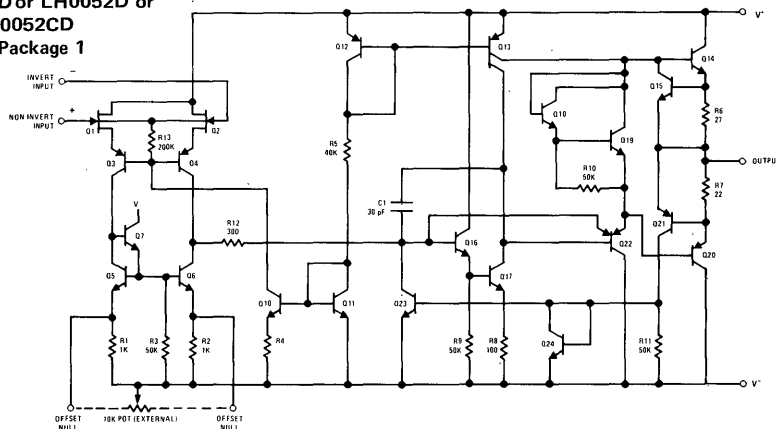 D or LH0052D or
0052CD
Package 1
INVERT
INPUT
−
NON INVERT
INPUT
+
Q1
Q2
R13
200K
Q3
Q4
V
Q7
Q5
Q6
R12
300
R1
1K
R3
50K
R2
1K
OFFSET
NULL
10K POT (EXTERNAL)
OFFSET
NULL
Q12
R5
40K
Q10
Q11
R4
C1
30 pF
Q13
Q16
Q17
Q23
R9
50K
R8
100
Q24
Q18
Q19
R10
50K
Q22
Q14
Q15
R6
27
OUTPU
R7
22
Q21
Q20
R11
50K
V+
V−